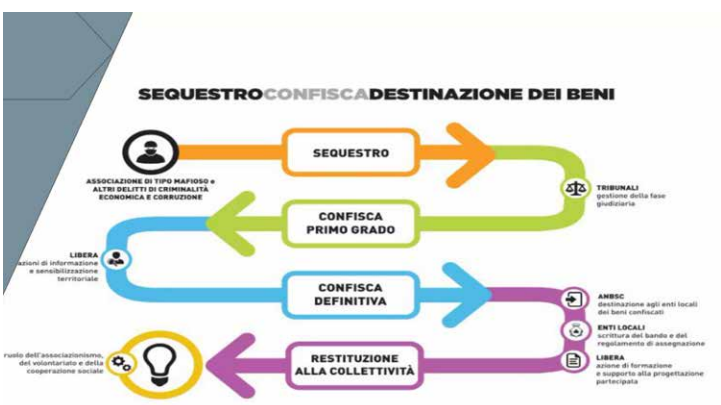 SEQUESTROCONFISCADESTINAZIONE DEI BENI
SEQUESTRO
ASSOCIAZIONE DI TIPO MAFIOSO e
ALTRI DELITTI DI CRIMINALITÀ
ECONOMICA E CORRUZIONE
TRIBUNALI
gestione della fase
giudiziaria
CONFISCA
PRIMO GRADO
LIBERA
azioni di informazione
e sensibilizzazione
territoriale
CONFISCA
DEFINITIVA
ANBSC
destinazione agli enti locali
dei beni confiscati
ENTI LOCALI
scrittura del bando e del
regolamento di assegnazione
LIBERA
azione di formazione
e supporto alla progettazione
partecipata
RESTITUZIONE
ALLA COLLETTIVITÀ
ruolo dell'associazionismo,
del volontariato e della
cooperazione sociale